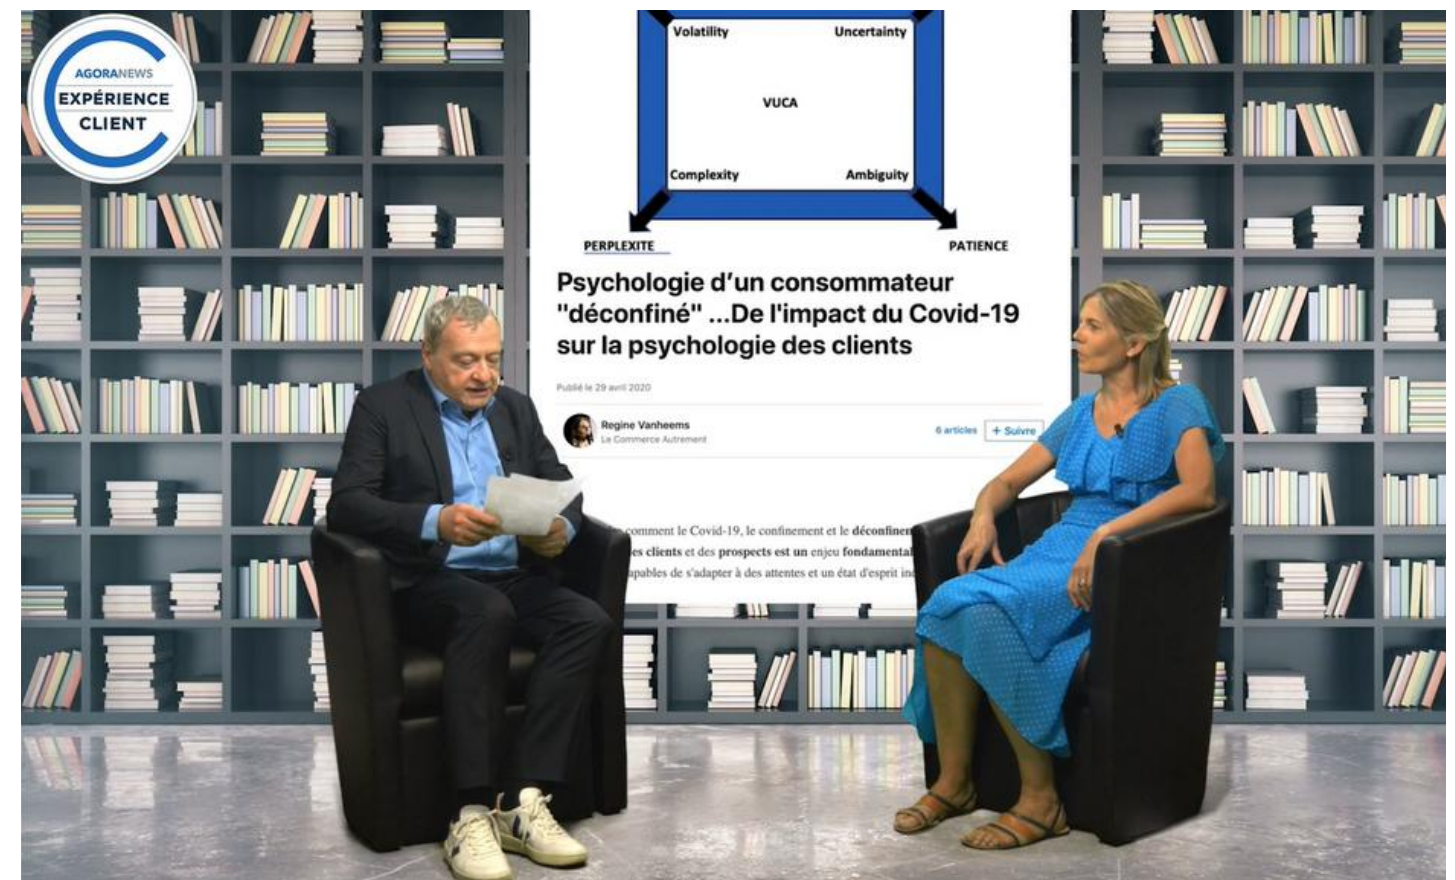 AGORANEWS
EXPÉRIENCE
CLIENT
Volatility Uncertainty
VUCA
Complexity Ambiguity
PERPLEXITE PATIENCE
Psychologie d'un consommateur
"déconfiné" ...De l'impact du Covid-19
sur la psychologie des clients
Publié le 29 avril 2020
Regine Vanheems
Le Commerce Autrement
6 articles + Suivre
comment le Covid-19, le confinement et le
es clients et des prospects est un enjeu fondamental
apables de s'adapter à des attentes et un état d'esprit